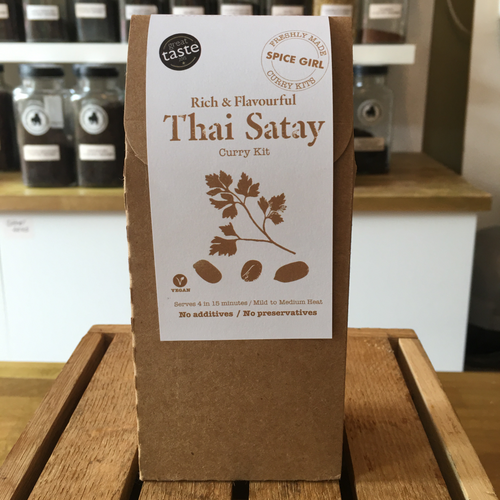 great
taste
FRESHLY MADE
SPICE GIRL
CURRY KITS
Rich & Flavourful
Thai Satay
Curry Kit
V
VEGAN
Serves 4 in 15 minutes / Mild to Medium Heat
No additives / No preservatives